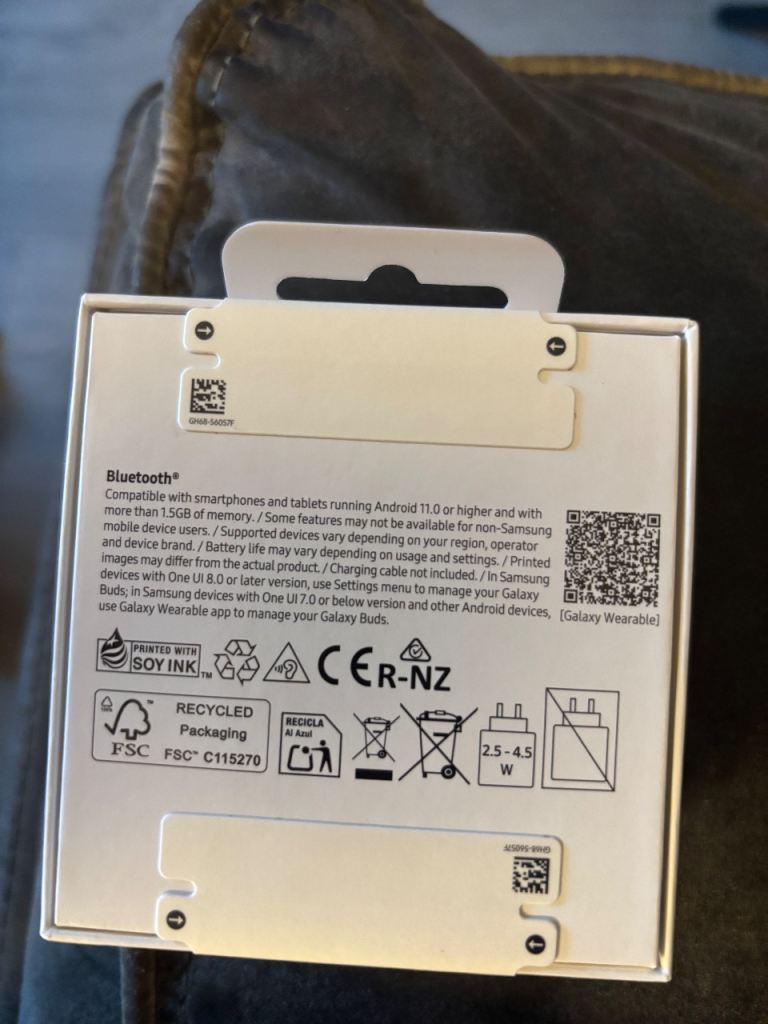 GH68-56057F
Bluetooth®
Compatible with smartphones and tablets running Android 11.0 or higher and with
more than 1.5GB of memory. / Some features may not be available for non-Samsung
mobile device users. / Supported devices vary depending on your region, operator
and device brand. / Battery life may vary depending on usage and settings. / Printed
images may differ from the actual product. / Charging cable not included. / In Samsung
devices with One UI 8.0 or later version, use Settings menu to manage your Galaxy
Buds; in Samsung devices with One UI 7.0 or below version and other Android devices,
use Galaxy Wearable app to manage your Galaxy Buds.
[Galaxy Wearable]
PRINTED WITH
SOY INK™
CE
R-NZ
100%
FSC™
RECYCLED
Packaging
FSC™ C115270
RECICLA
Al Azul
2.5 - 4.5
W
GH68-56057F